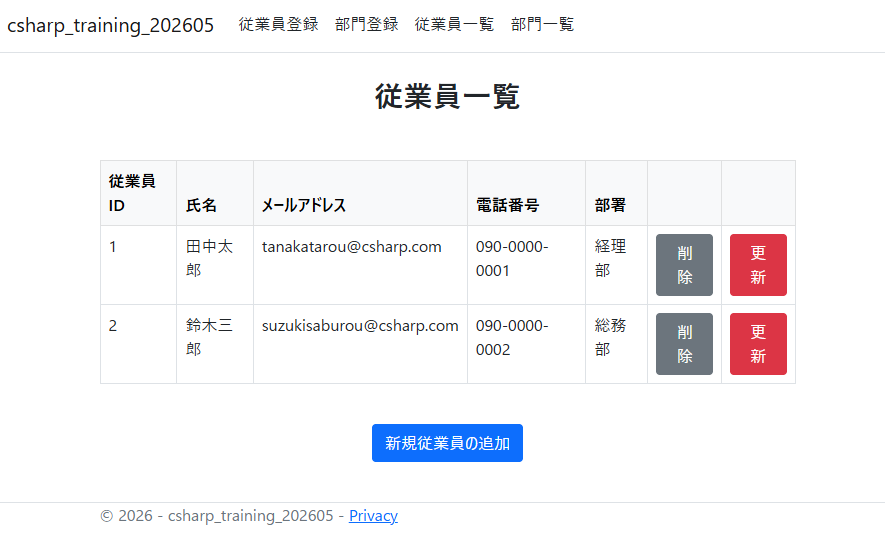 csharp_training_202605 従業員登録 部門登録 従業員一覧 部門一覧
従業員一覧
従業員
ID 氏名 メールアドレス 電話番号 部署
1 田中太 tanakatarou@csharp.com 090-0000- 経理 削 更
郎 0001 部 除 新
2 鈴木三 suzukisaburou@csharp.com 090-0000- 総務 削 更
郎 0002 部 除 新
新規従業員の追加
© 2026 - csharp_training_202605 - Privacy